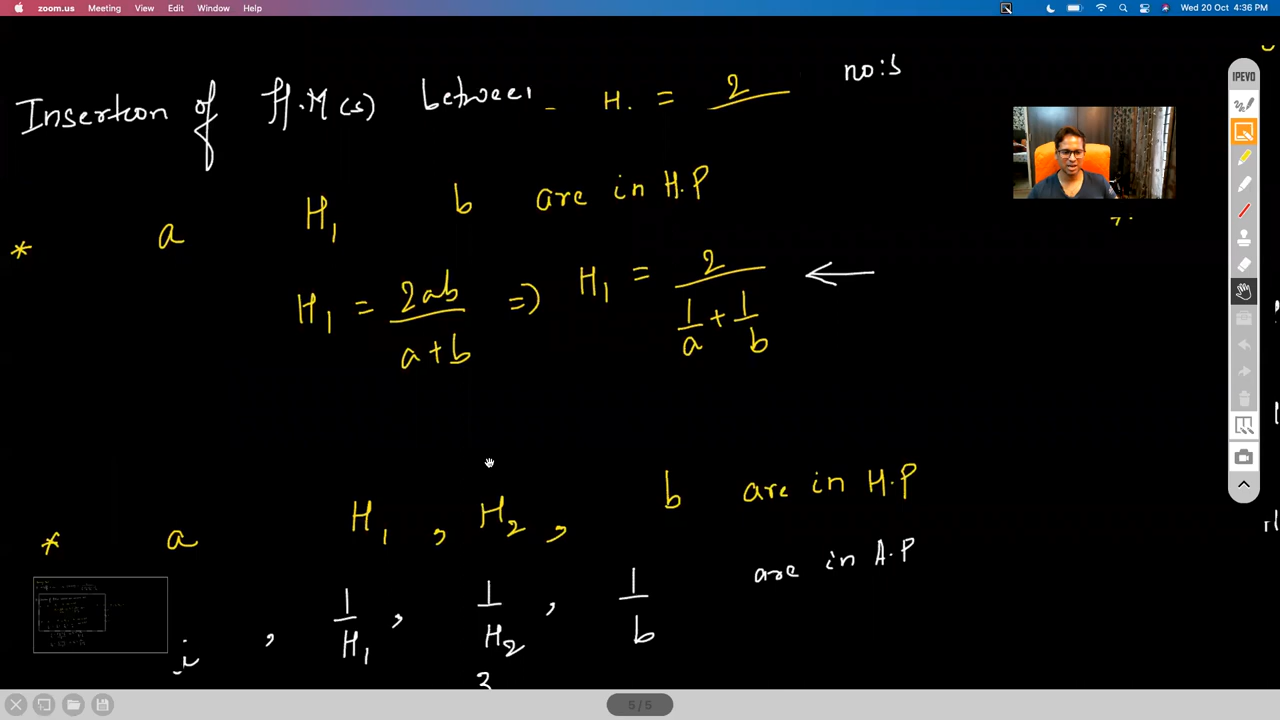 zoom.us Meeting View Edit Window Help Wed 20 Oct 4:36 PM
IPEVO
Insertion of H.M(s) between H. = 2 no:s
* a H₁ b are in H.P
H₁ = 2ab/(a+b) => H₁ = 2/(1/a + 1/b) ←
* a H₁ , H₂ , b are in H.P
, 1/H₁ , 1/H₂ , 1/b are in A.P
3
5 / 5